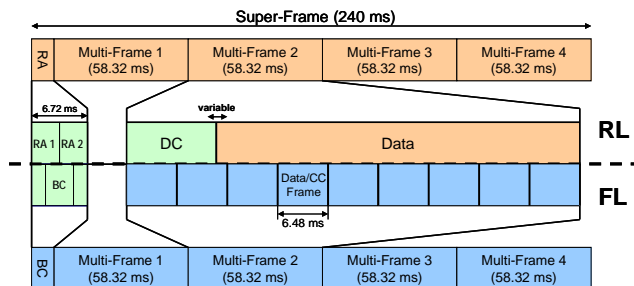 Super-Frame (240 ms)
RA
Multi-Frame 1
(58.32 ms)
Multi-Frame 2
(58.32 ms)
Multi-Frame 3
(58.32 ms)
Multi-Frame 4
(58.32 ms)
6.72 ms
variable
RA 1
RA 2
DC
Data
RL
BC
Data/CC
Frame
FL
6.48 ms
BC
Multi-Frame 1
(58.32 ms)
Multi-Frame 2
(58.32 ms)
Multi-Frame 3
(58.32 ms)
Multi-Frame 4
(58.32 ms)